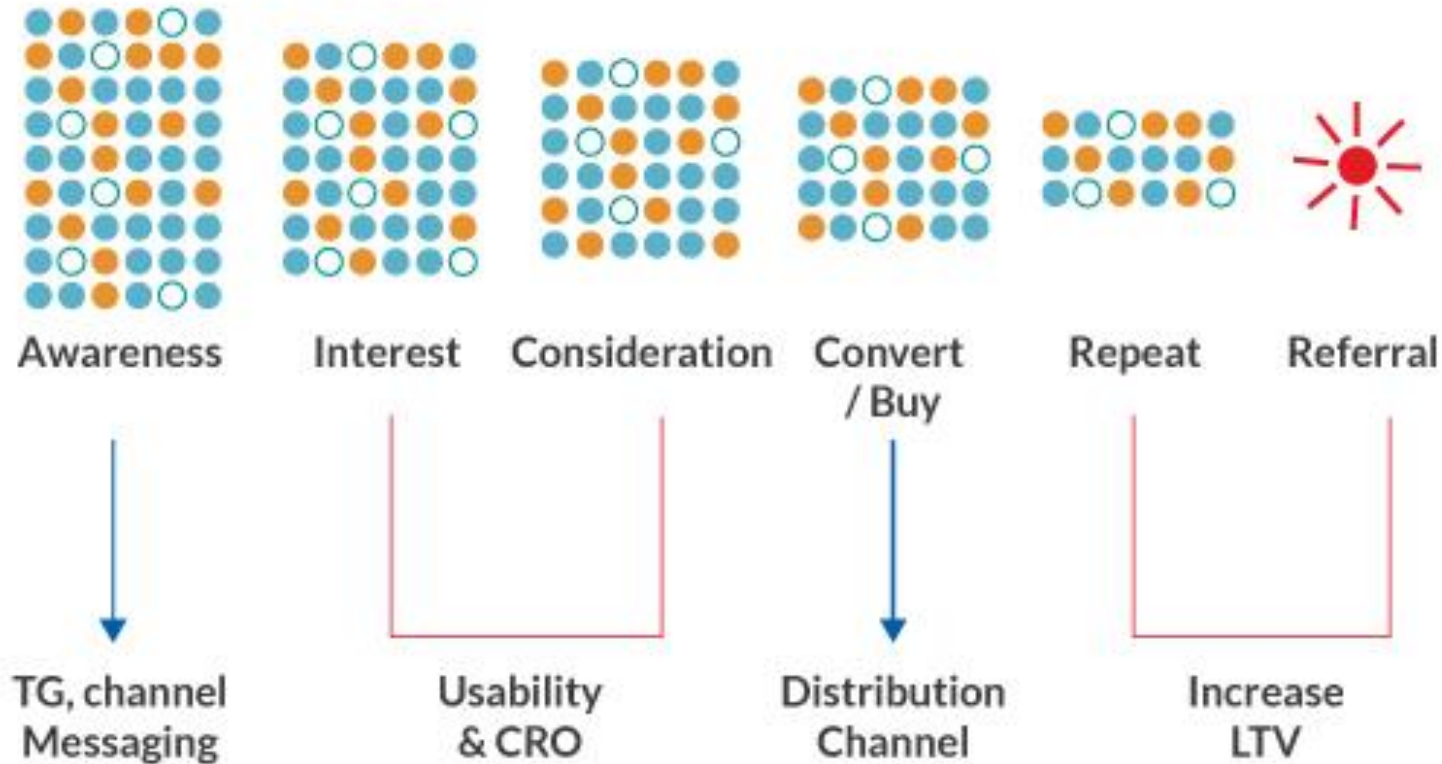 Awareness
Interest
Consideration
Convert
/ Buy
Repeat
Referral
TG, channel
Messaging
Usability
& CRO
Distribution
Channel
Increase
LTV